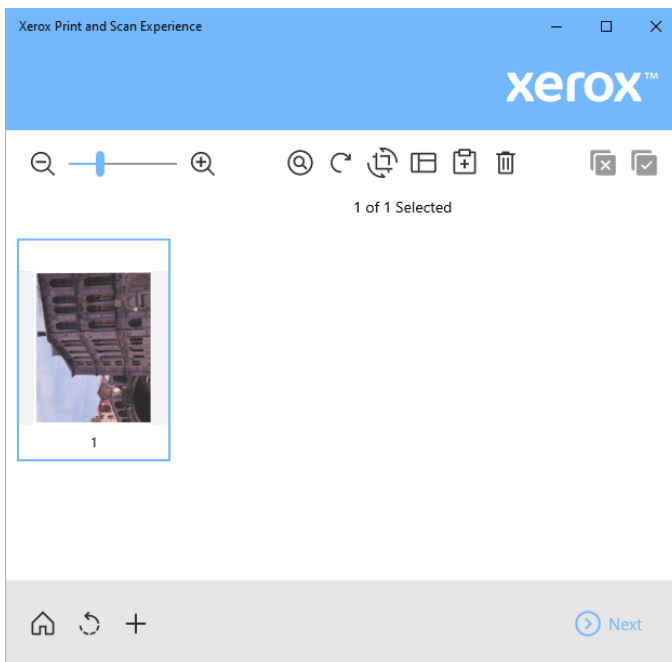 Xerox Print and Scan Experience
xerox™
1 of 1 Selected
1
Next